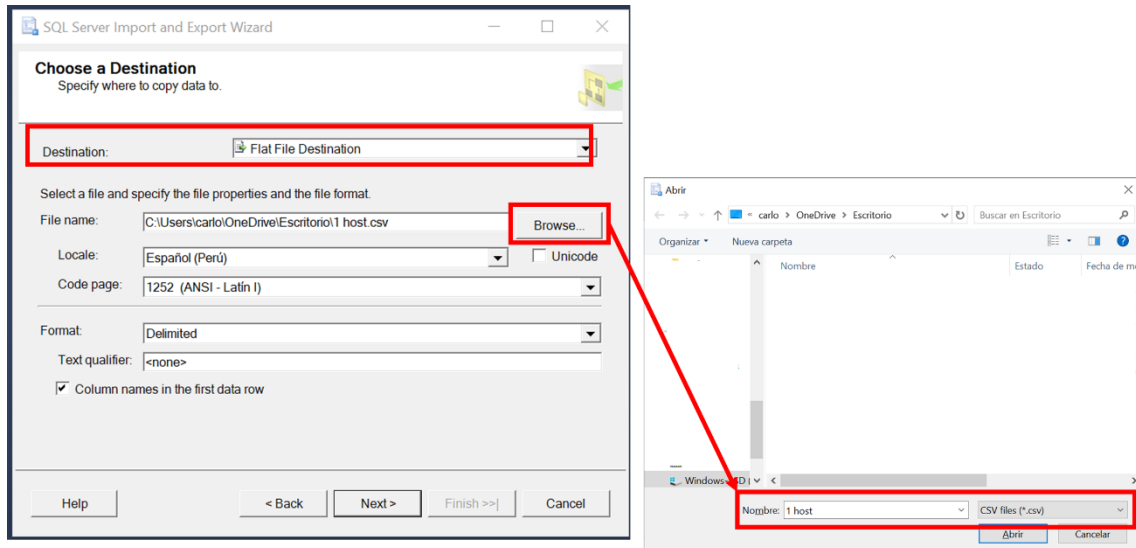 SQL Server Import and Export Wizard
Choose a Destination
Specify where to copy data to.
Destination: Flat File Destination
Select a file and specify the file properties and the file format.
File name: C:\Users\carlo\OneDrive\Escritorio\1 host.csv Browse...
Locale: Español (Perú) Unicode
Code page: 1252 (ANSI - Latín I)
Format: Delimited
Text qualifier: <none>
Column names in the first data row
Help < Back Next > Finish >>| Cancel
Abrir
« carlo > OneDrive > Escritorio Buscar en Escritorio
Organizar Nueva carpeta
Nombre Estado Fecha de m
Windows
Nombre: 1 host CSV files (*.csv)
Abrir Cancelar